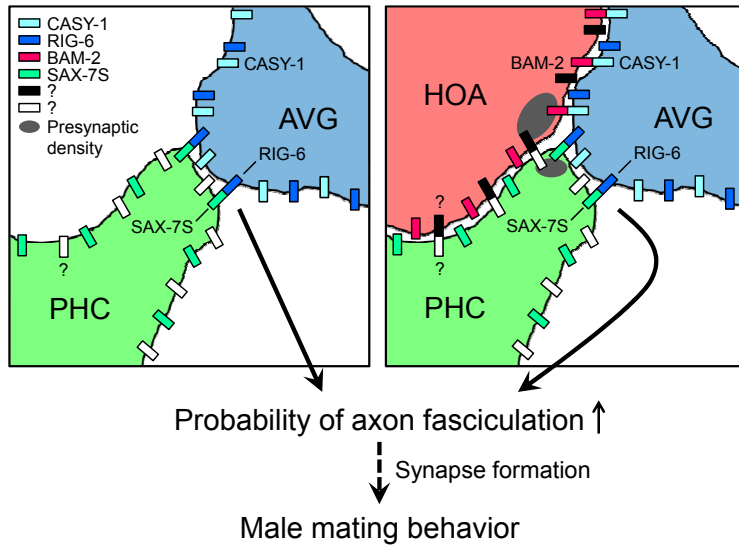 CASY-1
RIG-6
BAM-2
SAX-7S
?
?
Presynaptic
density
CASY-1
AVG
RIG-6
SAX-7S
?
PHC
HOA
BAM-2
CASY-1
AVG
RIG-6
?
SAX-7S
?
PHC
Probability of axon fasciculation ↑
Synapse formation
Male mating behavior